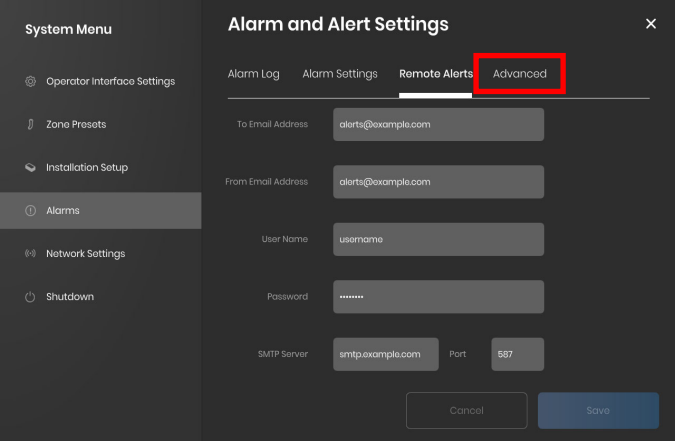 System Menu
Operator Interface Settings
Zone Presets
Installation Setup
Alarms
Network Settings
Shutdown
Alarm and Alert Settings
Alarm Log Alarm Settings Remote Alerts Advanced
To Email Address alerts@example.com
From Email Address alerts@example.com
User Name username
Password ••••••••
SMTP Server smtp.example.com Port 587
Cancel Save